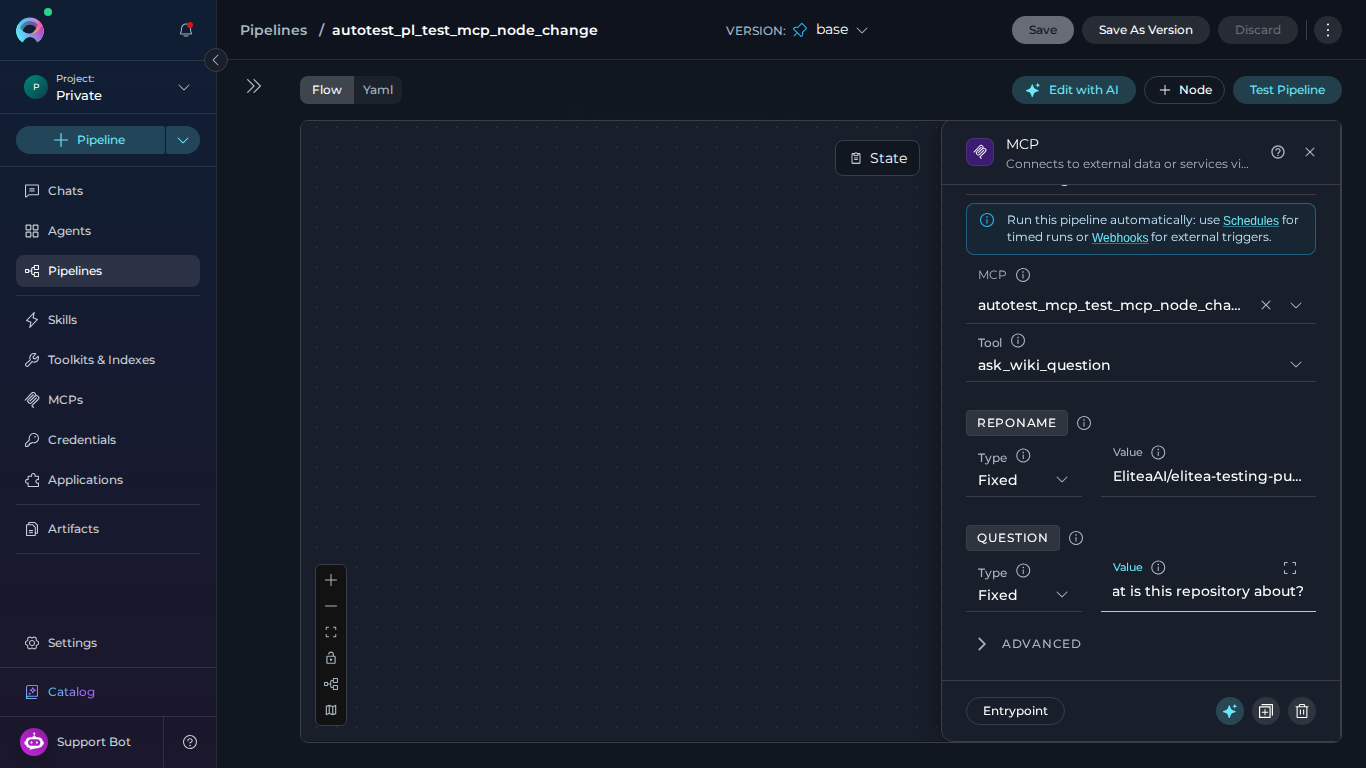 Pipelines / autotest_pl_test_mcp_node_change
VERSION: base
Save
Save As Version
Discard
P
Project:
Private
Pipeline
Flow
Yaml
Edit with AI
Node
Test Pipeline
Chats
Agents
Pipelines
Skills
Toolkits & Indexes
MCPs
Credentials
Applications
Artifacts
Settings
Catalog
Support Bot
State
MCP
Connects to external data or services vi...
Run this pipeline automatically: use Schedules for
timed runs or Webhooks for external triggers.
MCP
autotest_mcp_test_mcp_node_cha...
Tool
ask_wiki_question
REPONAME
Type
Value
Fixed
EliteaAI/elitea-testing-pu...
QUESTION
Type
Value
Fixed
at is this repository about?
ADVANCED
Entrypoint